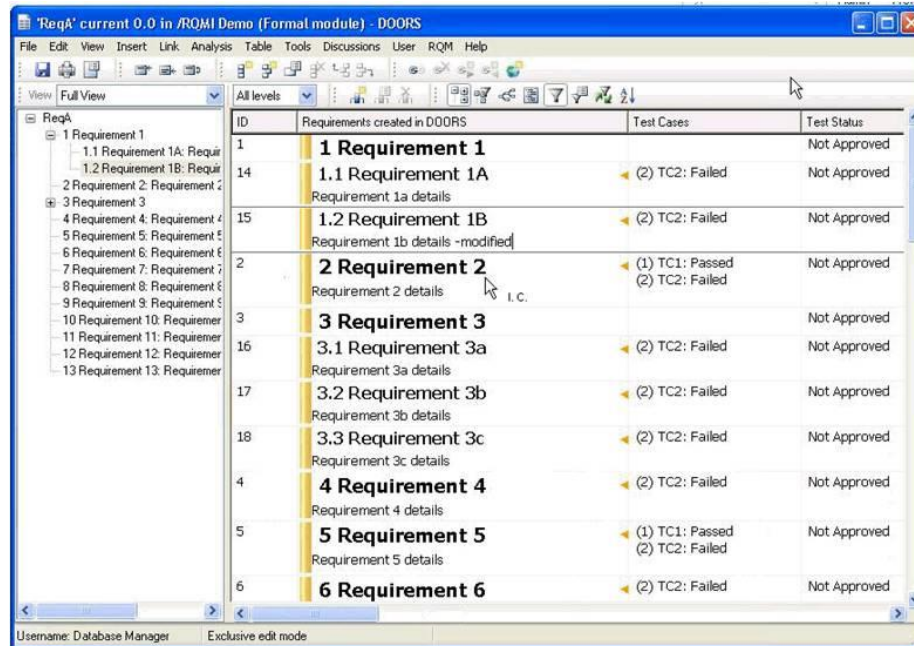 'ReqA' current 0.0 in /RQMI Demo (Formal module) - DOORS
File Edit View Insert Link Analysis Table Tools Discussions User RQM Help
View Full View
All levels
ReqA
1 Requirement 1
1.1 Requirement 1A: Requir
1.2 Requirement 1B: Requir
2 Requirement 2: Requirement 2
3 Requirement 3
4 Requirement 4: Requirement 4
5 Requirement 5: Requirement 5
6 Requirement 6: Requirement 6
7 Requirement 7: Requirement 7
8 Requirement 8: Requirement 8
9 Requirement 9: Requirement 9
10 Requirement 10: Requiremer
11 Requirement 11: Requiremer
12 Requirement 12: Requiremer
13 Requirement 13: Requiremer
ID Requirements created in DOORS Test Cases Test Status
1 1 Requirement 1 Not Approved
14 1.1 Requirement 1A (2) TC2: Failed Not Approved
Requirement 1a details
15 1.2 Requirement 1B (2) TC2: Failed Not Approved
Requirement 1b details -modified
2 2 Requirement 2 (1) TC1: Passed Not Approved
(2) TC2: Failed
Requirement 2 details
I.C.
3 3 Requirement 3 Not Approved
16 3.1 Requirement 3a (2) TC2: Failed Not Approved
Requirement 3a details
17 3.2 Requirement 3b (2) TC2: Failed Not Approved
Requirement 3b details
18 3.3 Requirement 3c (2) TC2: Failed Not Approved
Requirement 3c details
4 4 Requirement 4 (2) TC2: Failed Not Approved
Requirement 4 details
5 5 Requirement 5 (1) TC1: Passed Not Approved
(2) TC2: Failed
Requirement 5 details
6 6 Requirement 6 (2) TC2: Failed Not Approved
Username: Database Manager Exclusive edit mode